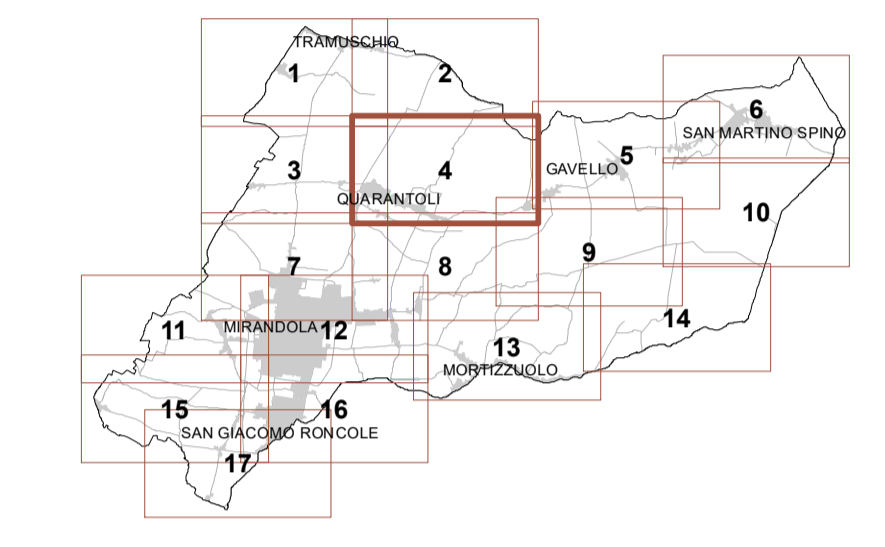 TRAMUSCHIO
1
2
6
SAN MARTINO SPINO
3
4
GAVELLO
5
QUARANTOLI
10
7
8
9
11
MIRANDOLA
12
14
13
MORTIZZUOLO
15
16
SAN GIACOMO RONCOLE
17